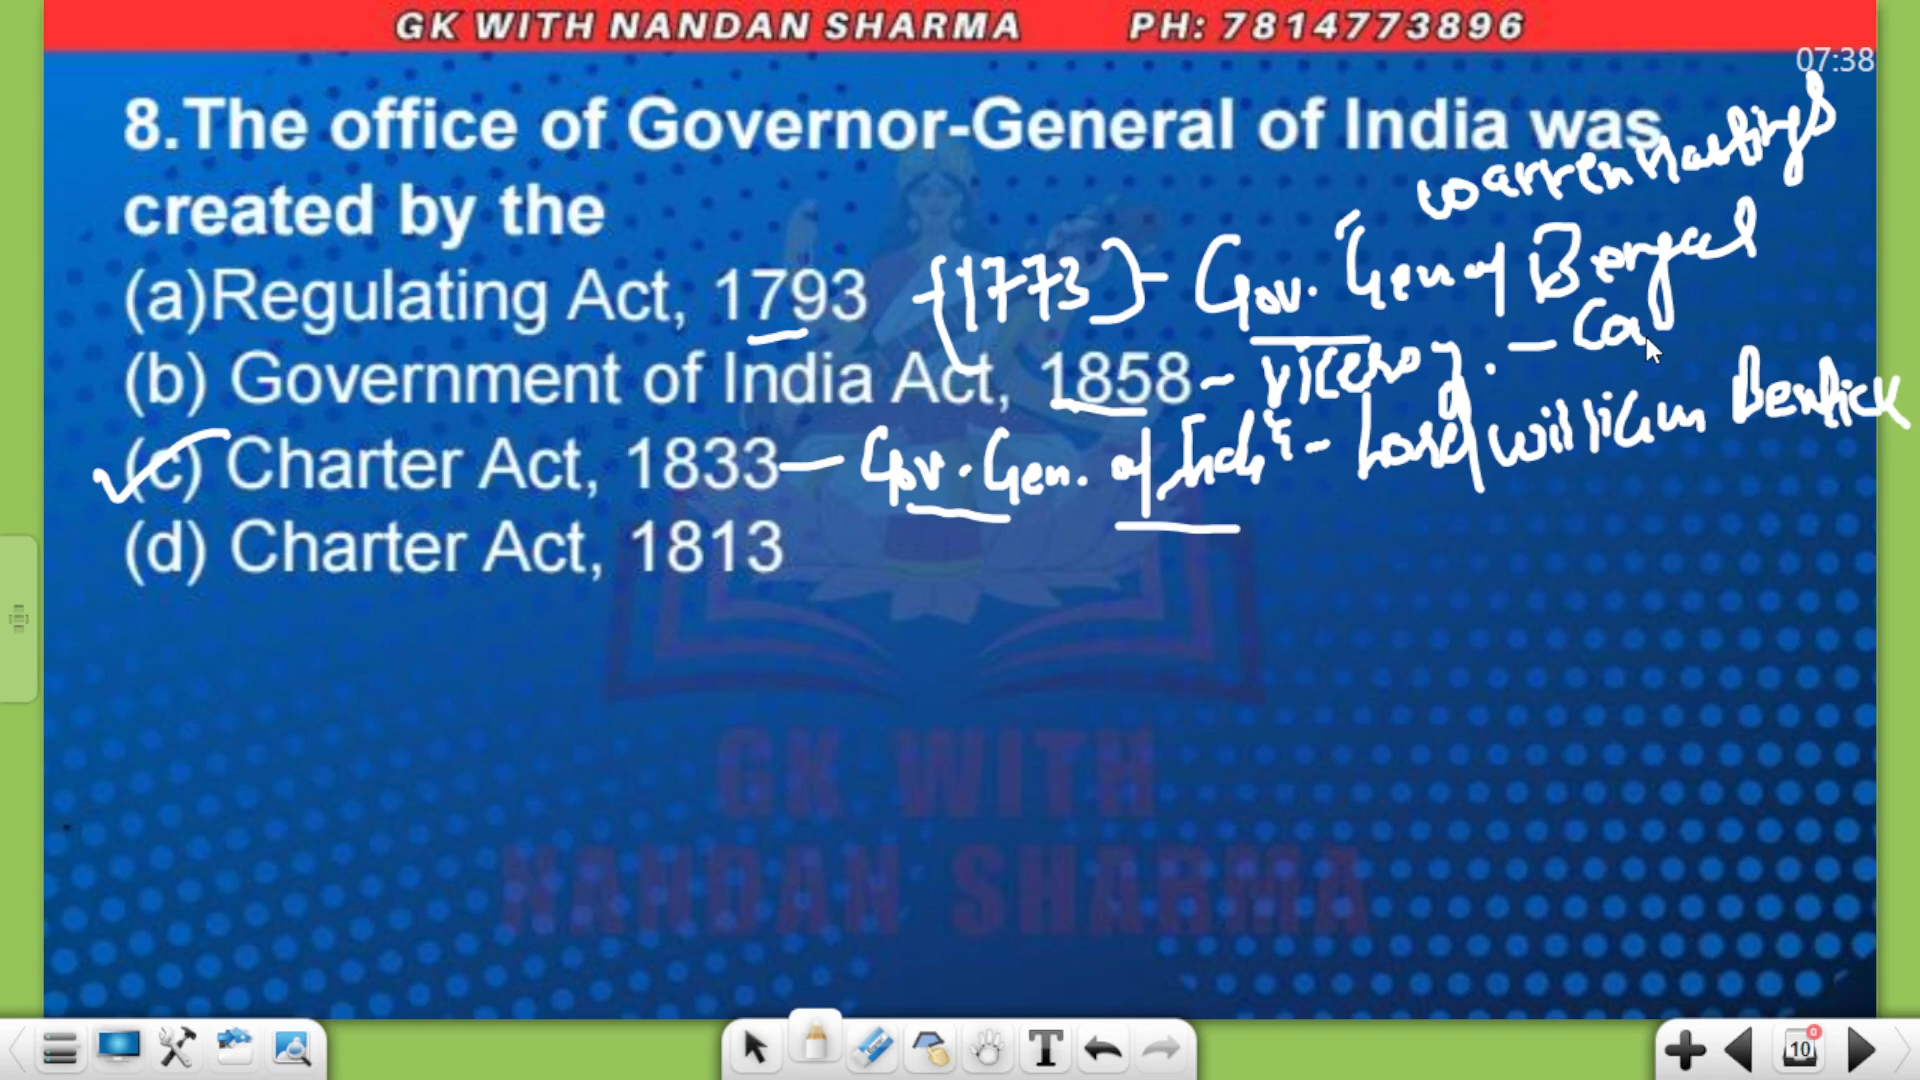 GK WITH NANDAN SHARMA PH: 7814773896
07:38
8.The office of Governor-General of India was
created by the
warren Hastings
(a)Regulating Act, 1793 {1773} - Gov. Gen of Bengal
(b) Government of India Act, 1858 - viceroy. - Ca
(c) Charter Act, 1833 - Gov. Gen. of India - Lord william Bentick
(d) Charter Act, 1813
GK WITH
NANDAN SHARMA
T
0
10